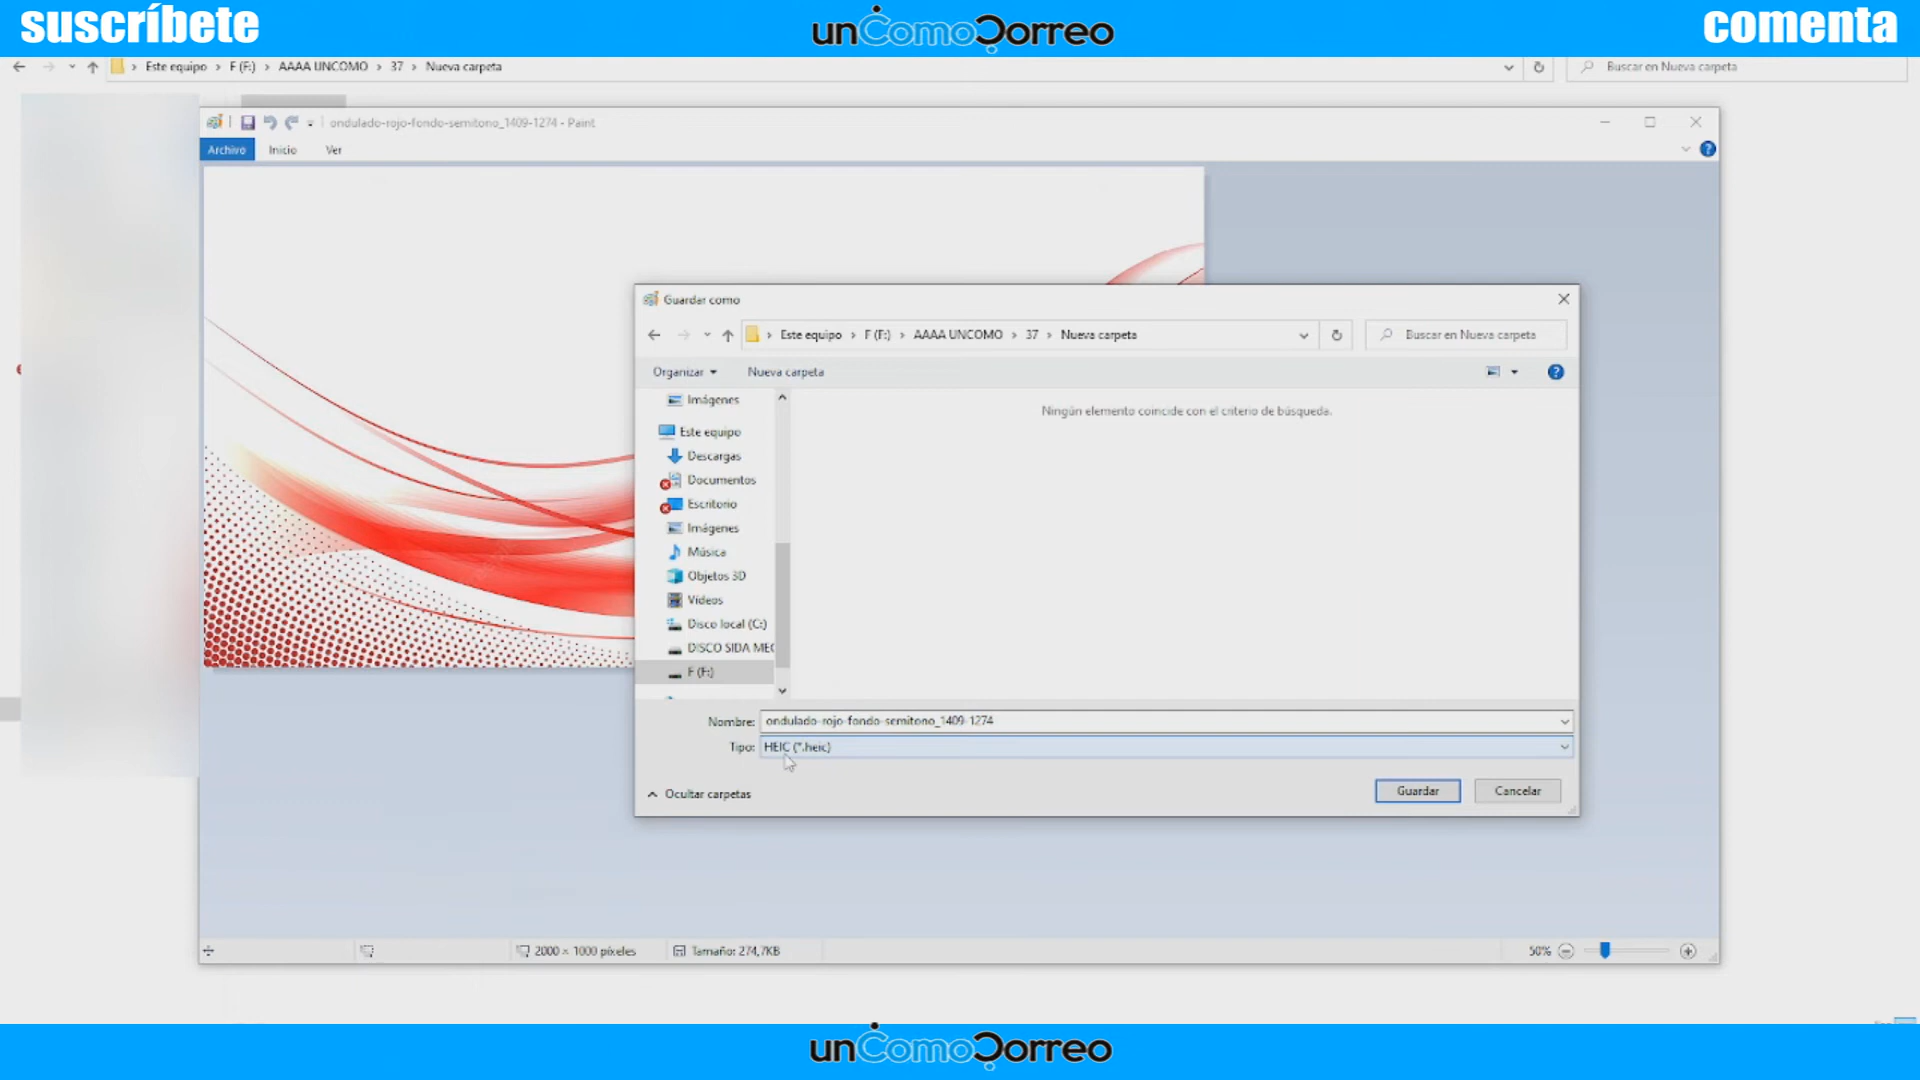 suscríbete
unComoCorreo
comenta
Este equipo > F (F:) > AAAA UNCOMO > 37 > Nueva carpeta
Buscar en Nueva carpeta
ondulado-rojo-fondo-semitono_1409-1274 - Paint
Archivo Inicio Ver
Guardar como
Este equipo > F (F:) > AAAA UNCOMO > 37 > Nueva carpeta
Buscar en Nueva carpeta
Organizar
Nueva carpeta
Imágenes
Ningún elemento coincide con el criterio de búsqueda.
Este equipo
Descargas
Documentos
Escritorio
Imágenes
Música
Objetos 3D
Vídeos
Disco local (C:)
DISCO SIDA MEC
F (F:)
Nombre: ondulado-rojo-fondo-semitono_1409-1274
Tipo: HEIC (*.heic)
Ocultar carpetas
Guardar
Cancelar
2000 × 1000 píxeles
Tamaño: 274,7KB
50%
unComoCorreo